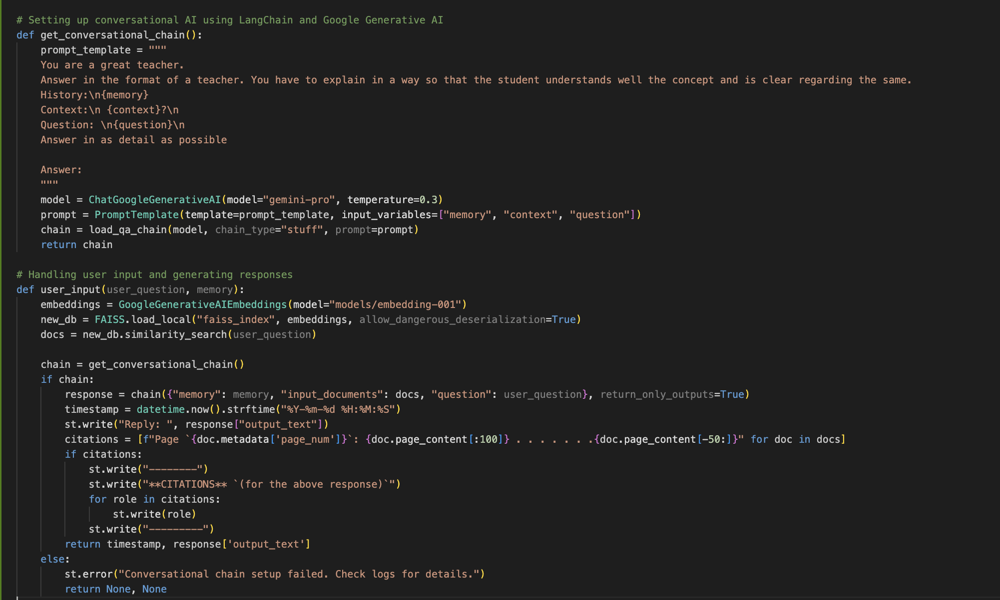 # Setting up conversational AI using LangChain and Google Generative AI
def get_conversational_chain():
    prompt_template = """
    You are a great teacher.
    Answer in the format of a teacher. You have to explain in a way so that the student understands well the concept and is clear regarding the same.
    History:\n{memory}
    Context:\n {context}?\n
    Question: \n{question}\n
    Answer in as detail as possible

    Answer:
    """
    model = ChatGoogleGenerativeAI(model="gemini-pro", temperature=0.3)
    prompt = PromptTemplate(template=prompt_template, input_variables=["memory", "context", "question"])
    chain = load_qa_chain(model, chain_type="stuff", prompt=prompt)
    return chain

# Handling user input and generating responses
def user_input(user_question, memory):
    embeddings = GoogleGenerativeAIEmbeddings(model="models/embedding-001")
    new_db = FAISS.load_local("faiss_index", embeddings, allow_dangerous_deserialization=True)
    docs = new_db.similarity_search(user_question)

    chain = get_conversational_chain()
    if chain:
        response = chain({"memory": memory, "input_documents": docs, "question": user_question}, return_only_outputs=True)
        timestamp = datetime.now().strftime("%Y-%m-%d %H:%M:%S")
        st.write("Reply: ", response["output_text"])
        citations = [f"Page `{doc.metadata['page_num']}`: {doc.page_content[:100]} . . . . . . .{doc.page_content[-50:]}" for doc in docs]
        if citations:
            st.write("--------")
            st.write("**CITATIONS** `(for the above response)`")
            for role in citations:
                st.write(role)
            st.write("---------")
        return timestamp, response['output_text']
    else:
        st.error("Conversational chain setup failed. Check logs for details.")
        return None, None